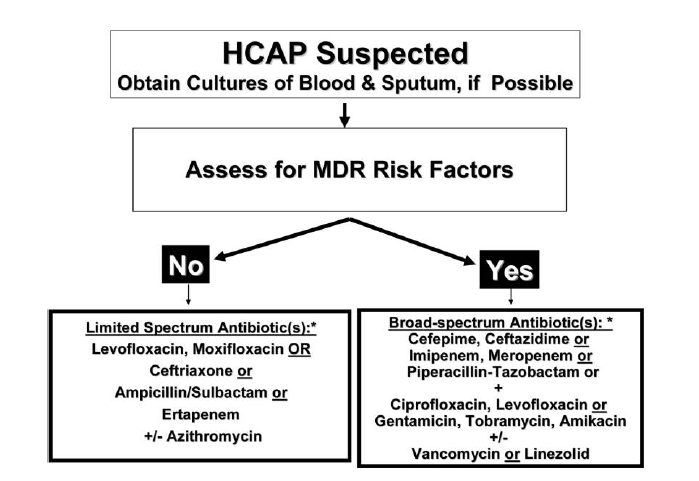 HCAP Suspected
Obtain Cultures of Blood & Sputum, if Possible
Assess for MDR Risk Factors
No
Yes
Limited Spectrum Antibiotic(s):*
Levofloxacin, Moxifloxacin OR
Ceftriaxone or
Ampicillin/Sulbactam or
Ertapenem
+/- Azithromycin
Broad-spectrum Antibiotic(s): *
Cefepime, Ceftazidime or
Imipenem, Meropenem or
Piperacillin-Tazobactam or
+
Ciprofloxacin, Levofloxacin or
Gentamicin, Tobramycin, Amikacin
+/-
Vancomycin or Linezolid